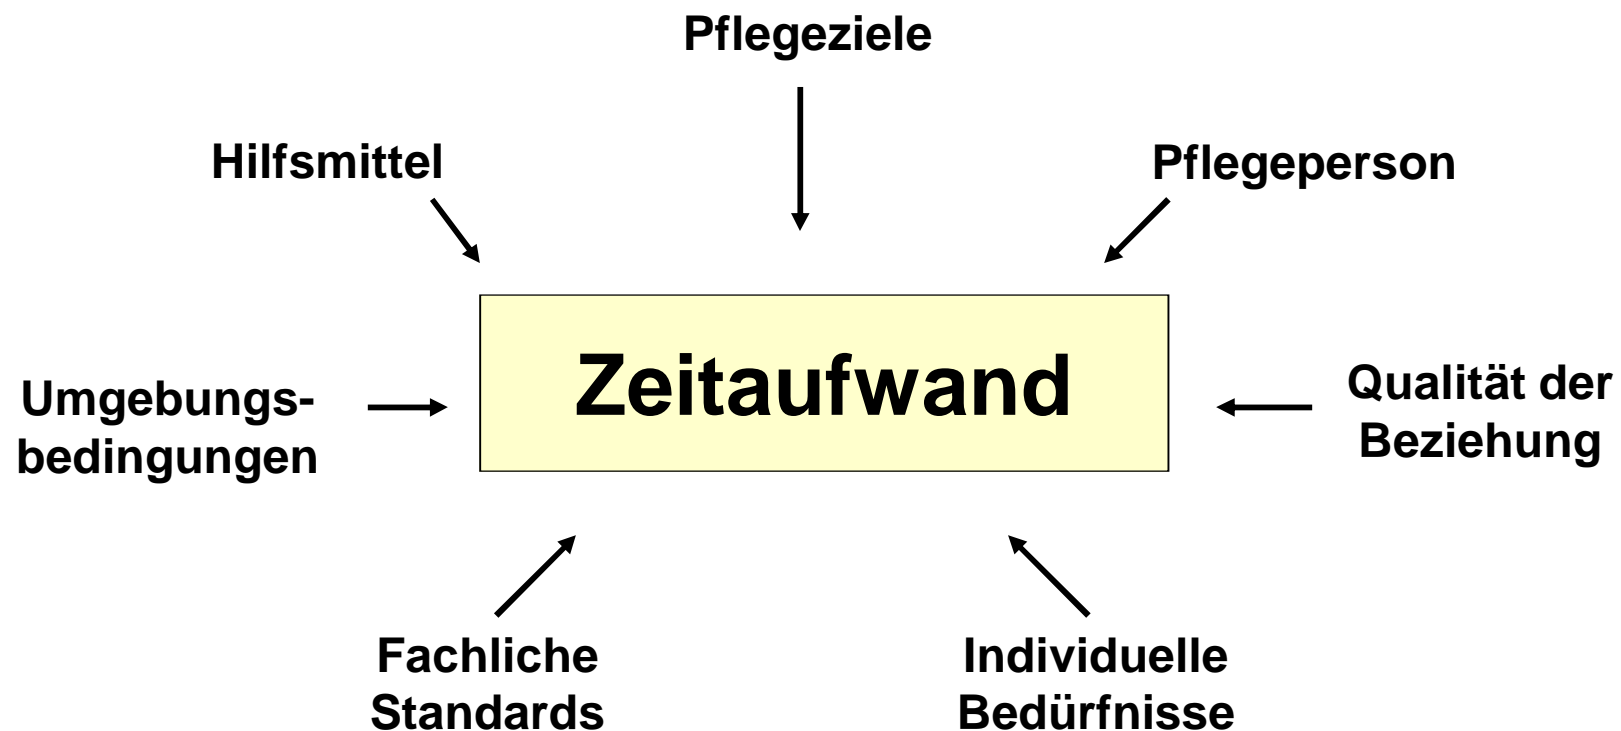 Pflegeziele
Hilfsmittel
Pflegeperson
Zeitaufwand
Umgebungs-
bedingungen
Qualität der
Beziehung
Fachliche
Standards
Individuelle
Bedürfnisse